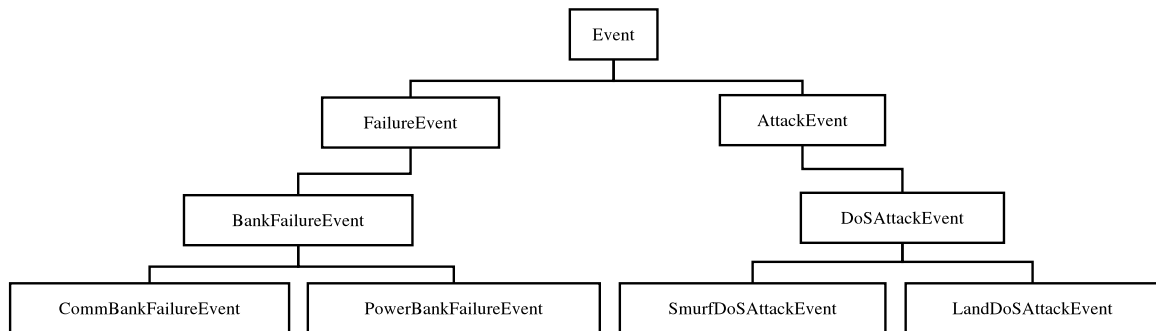 Event
FailureEvent
AttackEvent
BankFailureEvent
DoSAttackEvent
CommBankFailureEvent
PowerBankFailureEvent
SmurfDoSAttackEvent
LandDoSAttackEvent